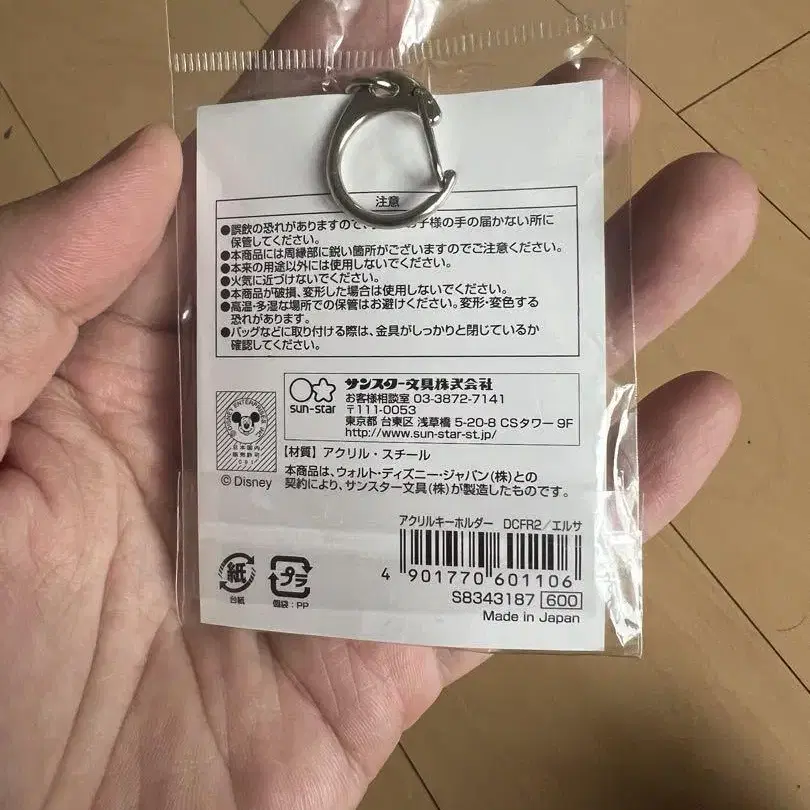 注意
●誤飲の恐れがありますので、 お子様の手の届かない所に
保管してください。
●本商品には周縁部に鋭い箇所がございますのでご注意ください。
●本来の用途以外には使用しないでください。
●火気に近づけないでください。
●本商品が破損、変形した場合は使用しないでください。
●高温・多湿な場所での保管はお避けください。変形・変色する
恐れがあります。
●バッグなどに取り付ける際は、金具がしっかりと閉じているか
確認してください。
sun-star
サンスター文具株式会社
お客様相談室 03-3872-7141
〒111-0053
東京都 台東区 浅草橋 5-20-8 CSタワー 9F
http://www.sun-star-st.jp/
日本国内
販売許可
©Disney
【材質】アクリル・スチール
本商品は、ウォルト・ディズニー・ジャパン(株)との
契約により、サンスター文具(株)が製造したものです。
アクリルキーホルダー DCFR2/エルサ
4 901770 601106
S8343187 600
Made in Japan
紙
台紙
プラ
個袋:PP